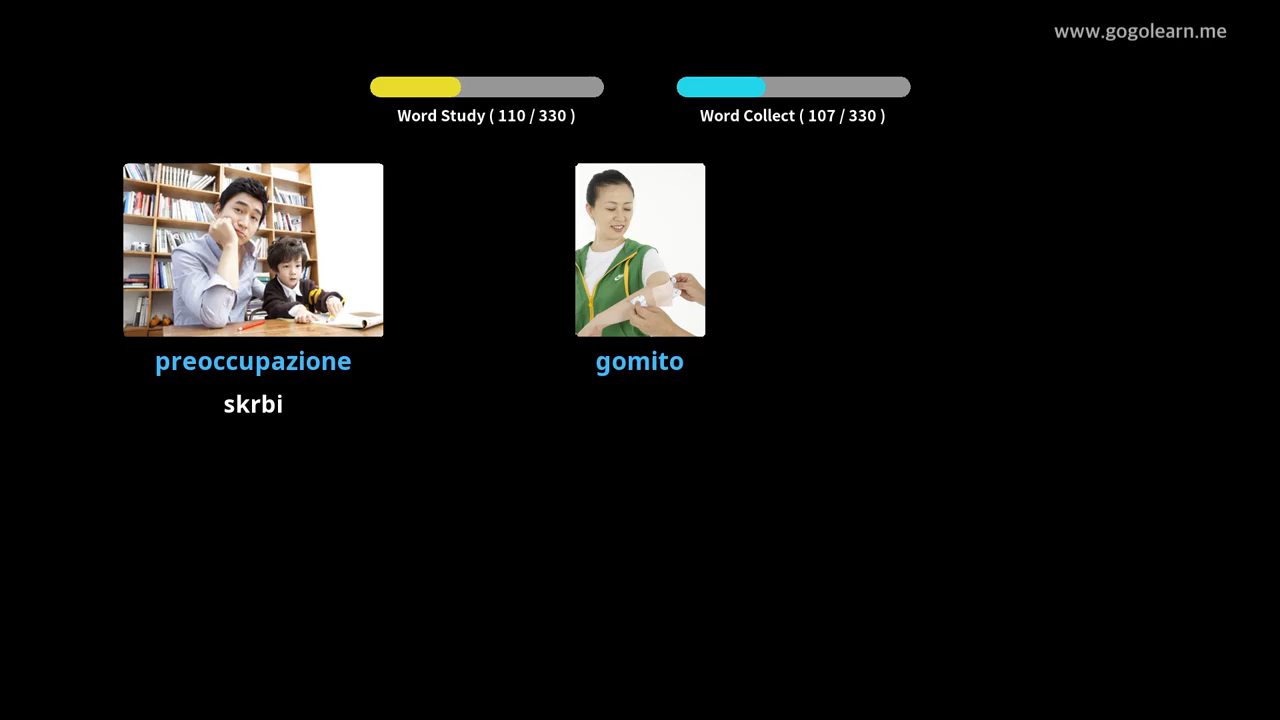 www.gogolearn.me
Word Study ( 110 / 330 )
Word Collect ( 107 / 330 )
preoccupazione
gomito
skrbi